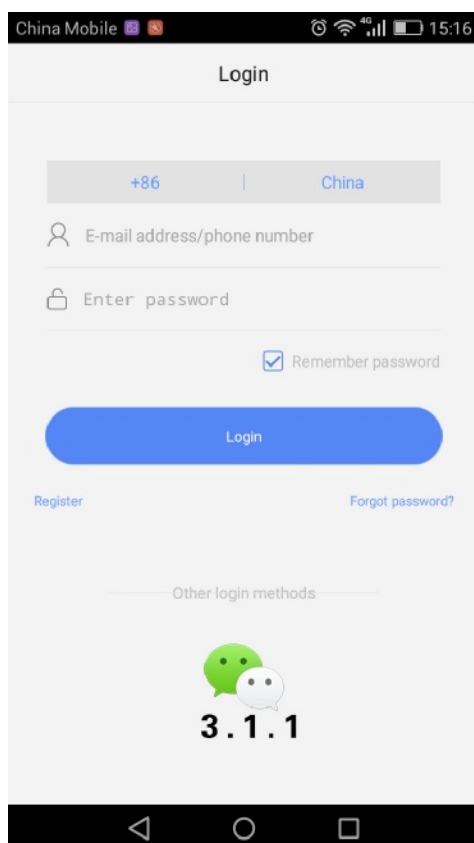 China Mobile 4G 15:16
Login
+86 | China
E-mail address/phone number
Enter password
Remember password
Login
Register Forgot password?
Other login methods
3.1.1